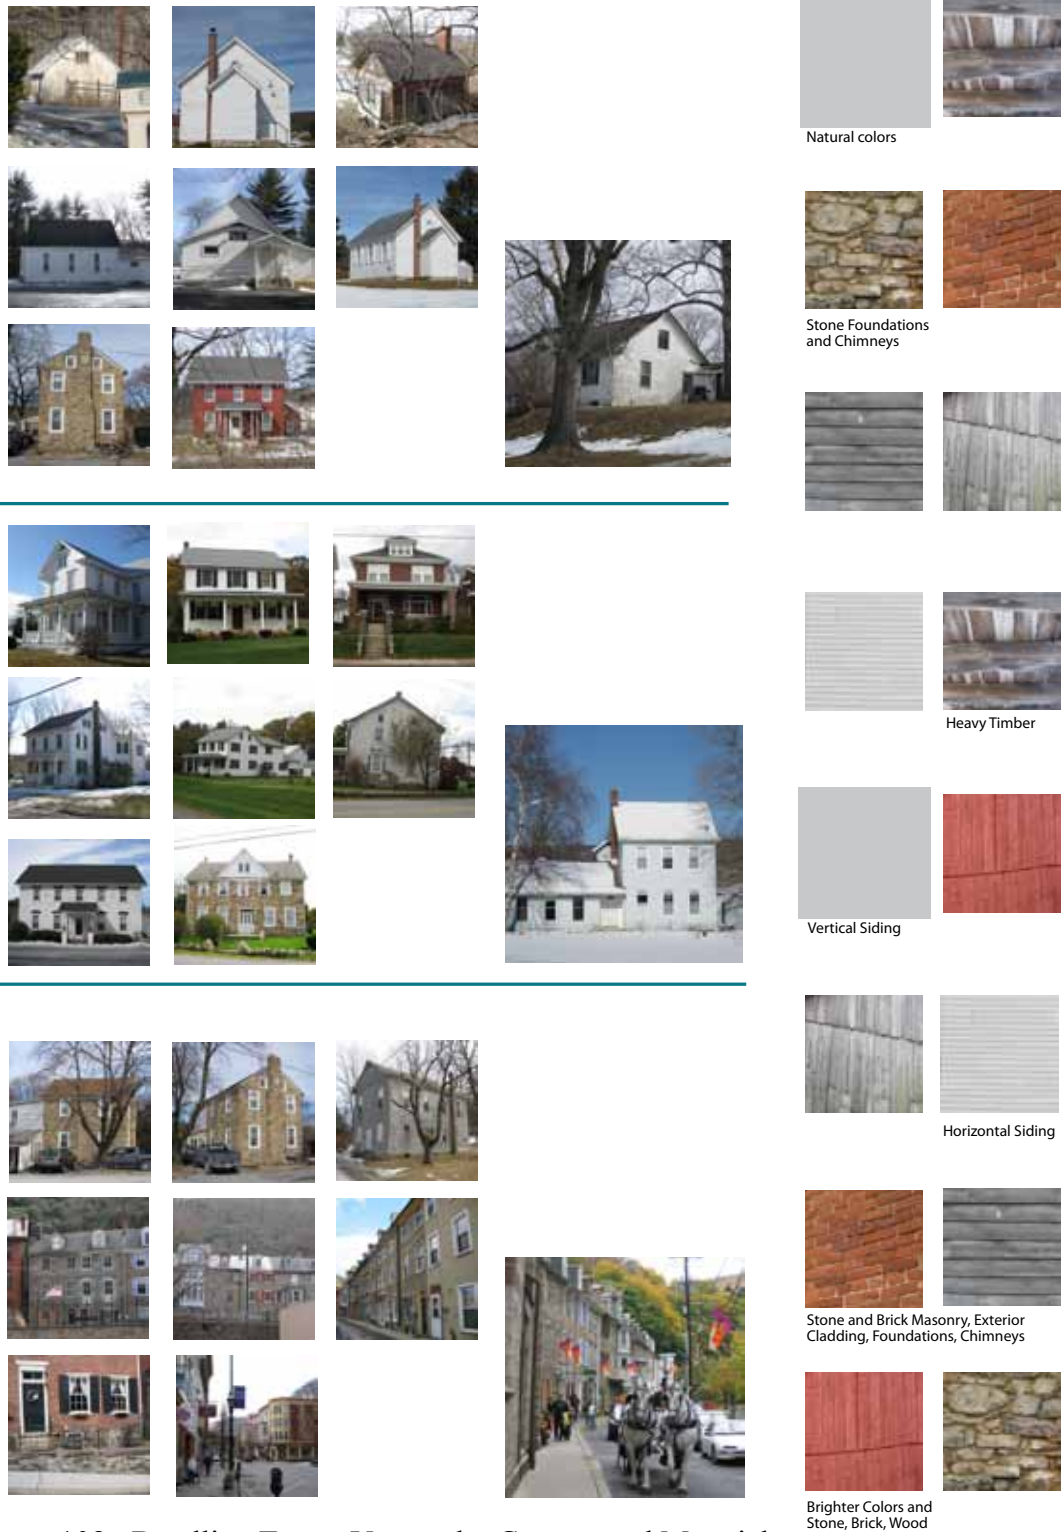 Natural colors
Stone Foundations
and Chimneys
Heavy Timber
Vertical Siding
Horizontal Siding
Stone and Brick Masonry, Exterior
Cladding, Foundations, Chimneys
Brighter Colors and
Stone, Brick, Wood